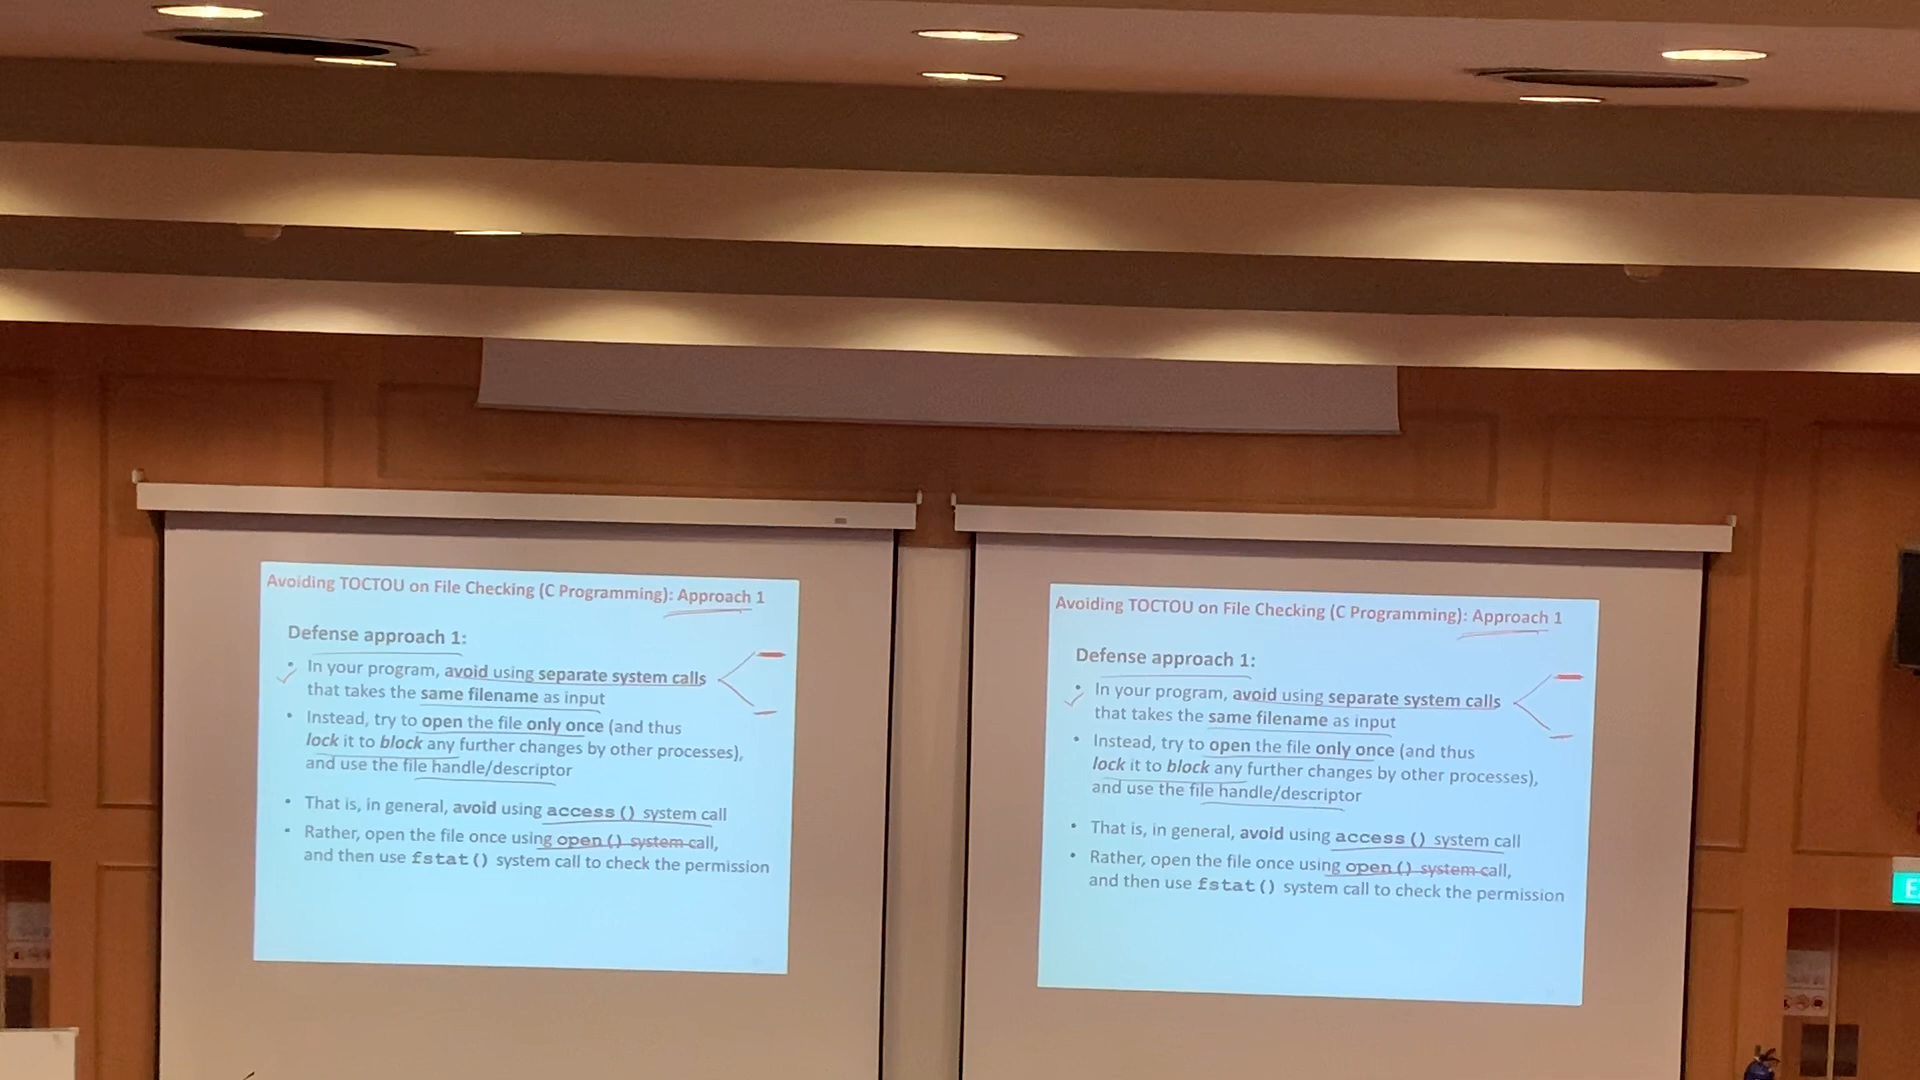 Avoiding TOCTOU on File Checking (C Programming): Approach 1
Defense approach 1:
• In your program, avoid using separate system calls
that takes the same filename as input
• Instead, try to open the file only once (and thus
lock it to block any further changes by other processes),
and use the file handle/descriptor
• That is, in general, avoid using access() system call
• Rather, open the file once using open() system call,
and then use fstat() system call to check the permission
Avoiding TOCTOU on File Checking (C Programming): Approach 1
Defense approach 1:
• In your program, avoid using separate system calls
that takes the same filename as input
• Instead, try to open the file only once (and thus
lock it to block any further changes by other processes),
and use the file handle/descriptor
• That is, in general, avoid using access() system call
• Rather, open the file once using open() system call,
and then use fstat() system call to check the permission